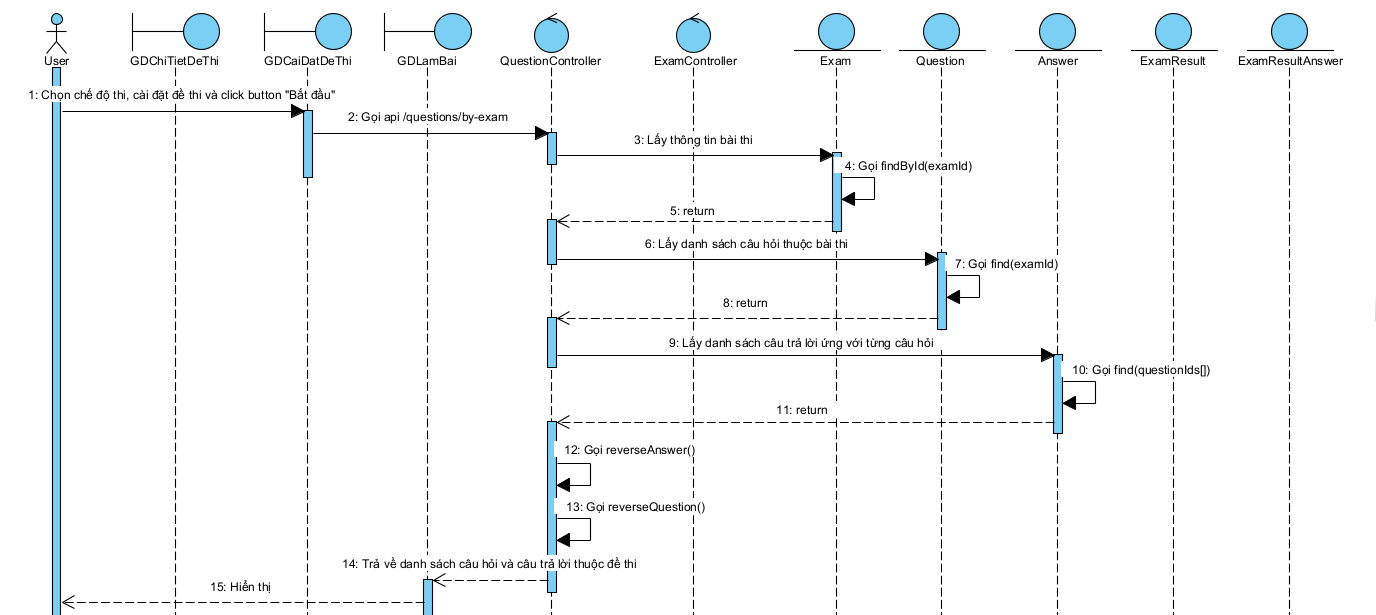 User
GDChiTietDeThi
GDCaiDatDeThi
GDLamBai
QuestionController
ExamController
Exam
Question
Answer
ExamResult
ExamResultAnswer
1: Chọn chế độ thi, cài đặt đề thi và click button "Bắt đầu"
2: Gọi api /questions/by-exam
3: Lấy thông tin bài thi
4: Gọi findById(examId)
5: return
6: Lấy danh sách câu hỏi thuộc bài thi
7: Gọi find(examId)
8: return
9: Lấy danh sách câu trả lời ứng với từng câu hỏi
10: Gọi find(questionIds[])
11: return
12: Gọi reverseAnswer()
13: Gọi reverseQuestion()
14: Trả về danh sách câu hỏi và câu trả lời thuộc đề thi
15: Hiển thị